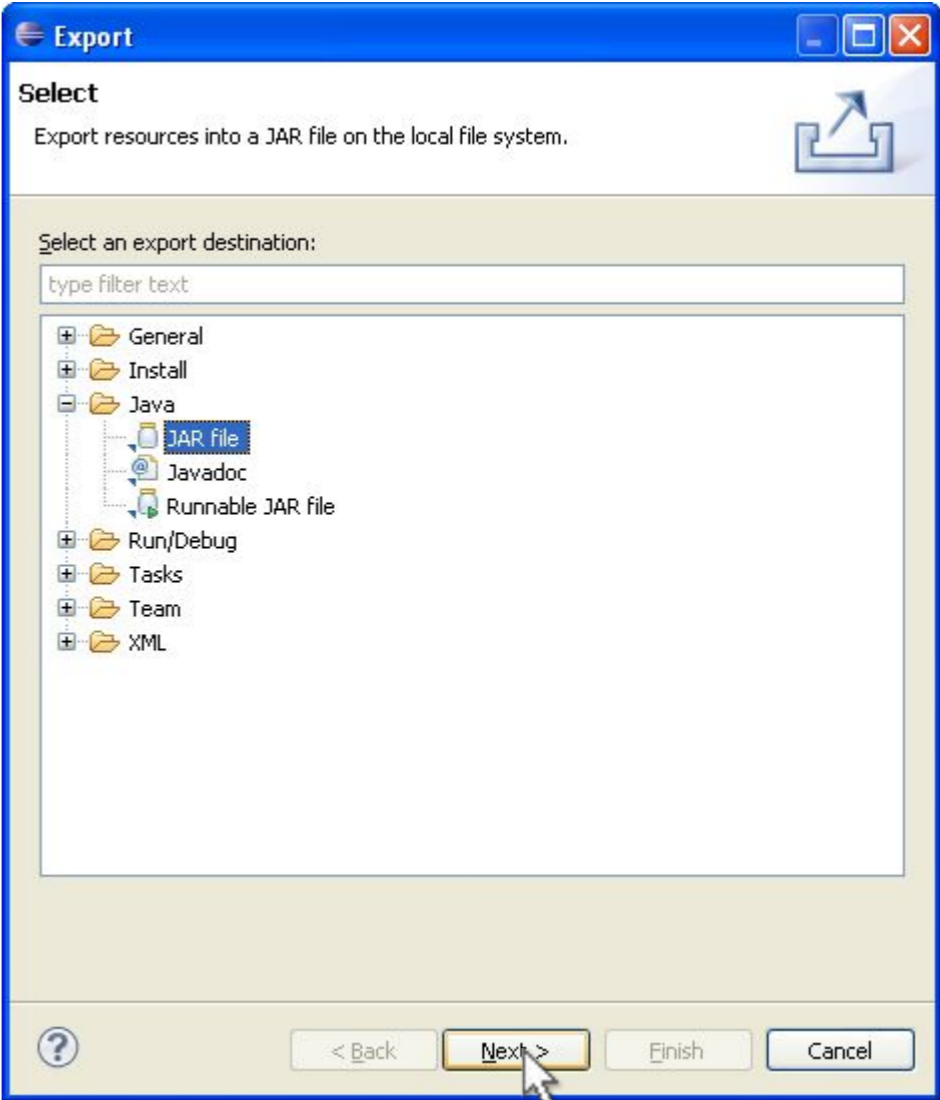 Export
Select
Export resources into a JAR file on the local file system.
Select an export destination:
type filter text
General
Install
Java
JAR file
Javadoc
Runnable JAR file
Run/Debug
Tasks
Team
XML
< Back Next > Finish Cancel